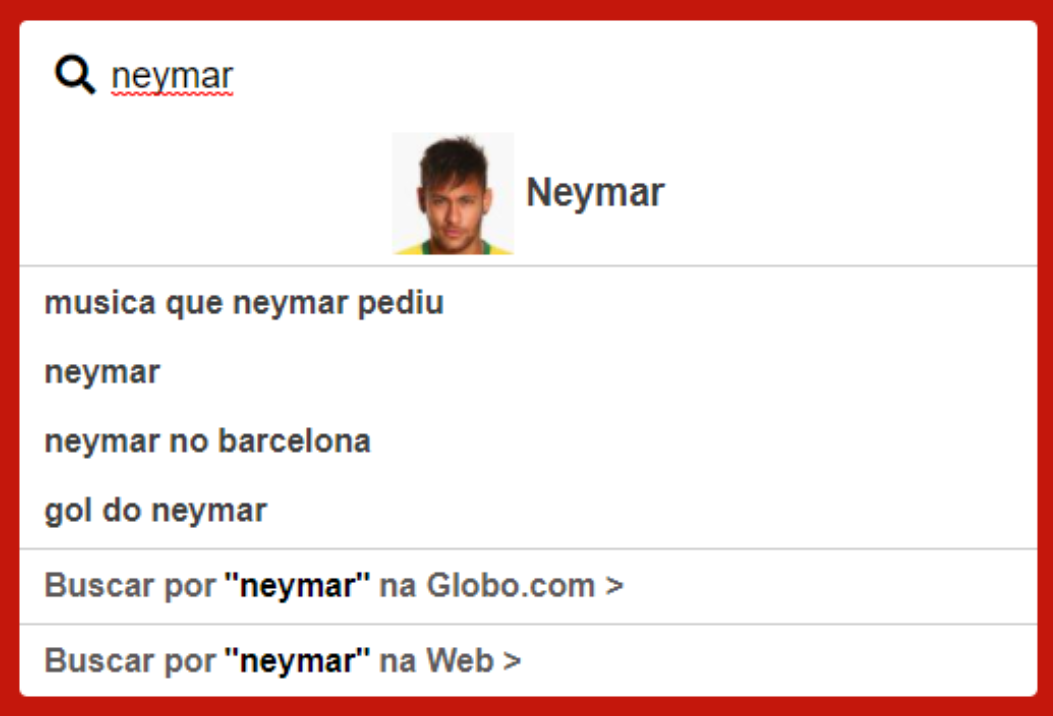 neymar
Neymar
musica que neymar pediu
neymar
neymar no barcelona
gol do neymar
Buscar por "neymar" na Globo.com >
Buscar por "neymar" na Web >